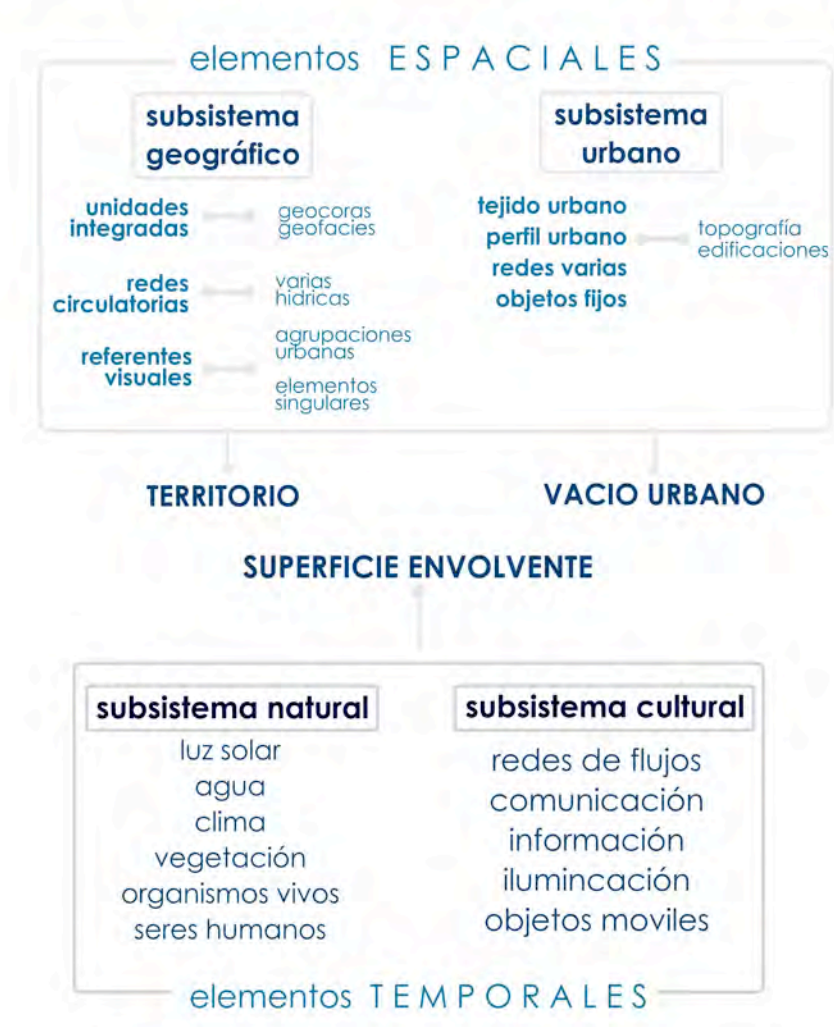 elementos ESPACIALES
subsistema
geográfico
unidades
integradas
geocoras
geofacies
redes
circulatorias
varias
hídricas
referentes
visuales
agrupaciones
urbanas
elementos
singulares
subsistema
urbano
tejido urbano
perfil urbano
redes varias
objetos fijos
topografía
edificaciones
TERRITORIO
VACIO URBANO
SUPERFICIE ENVOLVENTE
subsistema natural
luz solar
agua
clima
vegetación
organismos vivos
seres humanos
subsistema cultural
redes de flujos
comunicación
información
ilumincación
objetos moviles
elementos TEMPORALES